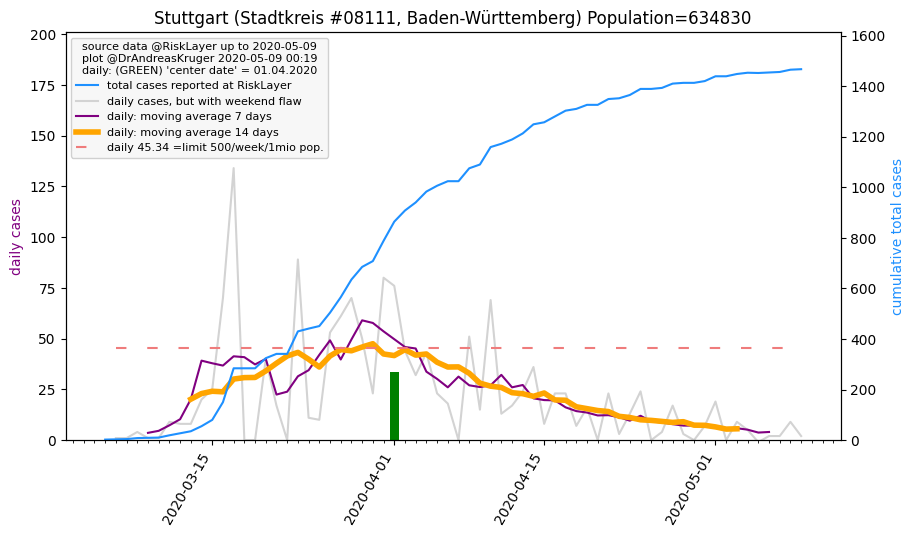 Stuttgart (Stadtkreis #08111, Baden-Württemberg) Population=634830
source data @RiskLayer up to 2020-05-09
plot @DrAndreasKruger 2020-05-09 00:19
daily: (GREEN) 'center date' = 01.04.2020
total cases reported at RiskLayer
daily cases, but with weekend flaw
daily: moving average 7 days
daily: moving average 14 days
daily 45.34 =limit 500/week/1mio pop.
daily cases
200
175
150
125
100
75
50
25
0
1600
1400
1200
1000
800
600
400
200
0
cumulative total cases
2020-03-15
2020-04-01
2020-04-15
2020-05-01